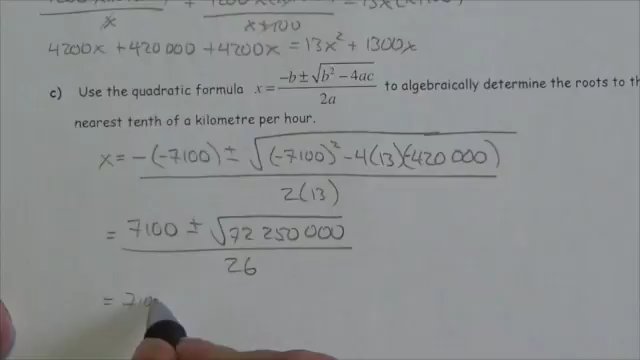 x x+100
4200x + 420 000 + 4200x = 13x² + 1300x
c) Use the quadratic formula x = (-b ± √(b² - 4ac)) / 2a to algebraically determine the roots to th
nearest tenth of a kilometre per hour.
x = -(-7100) ± √((-7100)² - 4(13)(-420 000)) / 2(13)
= 7100 ± √72 250 000 / 26
= 710